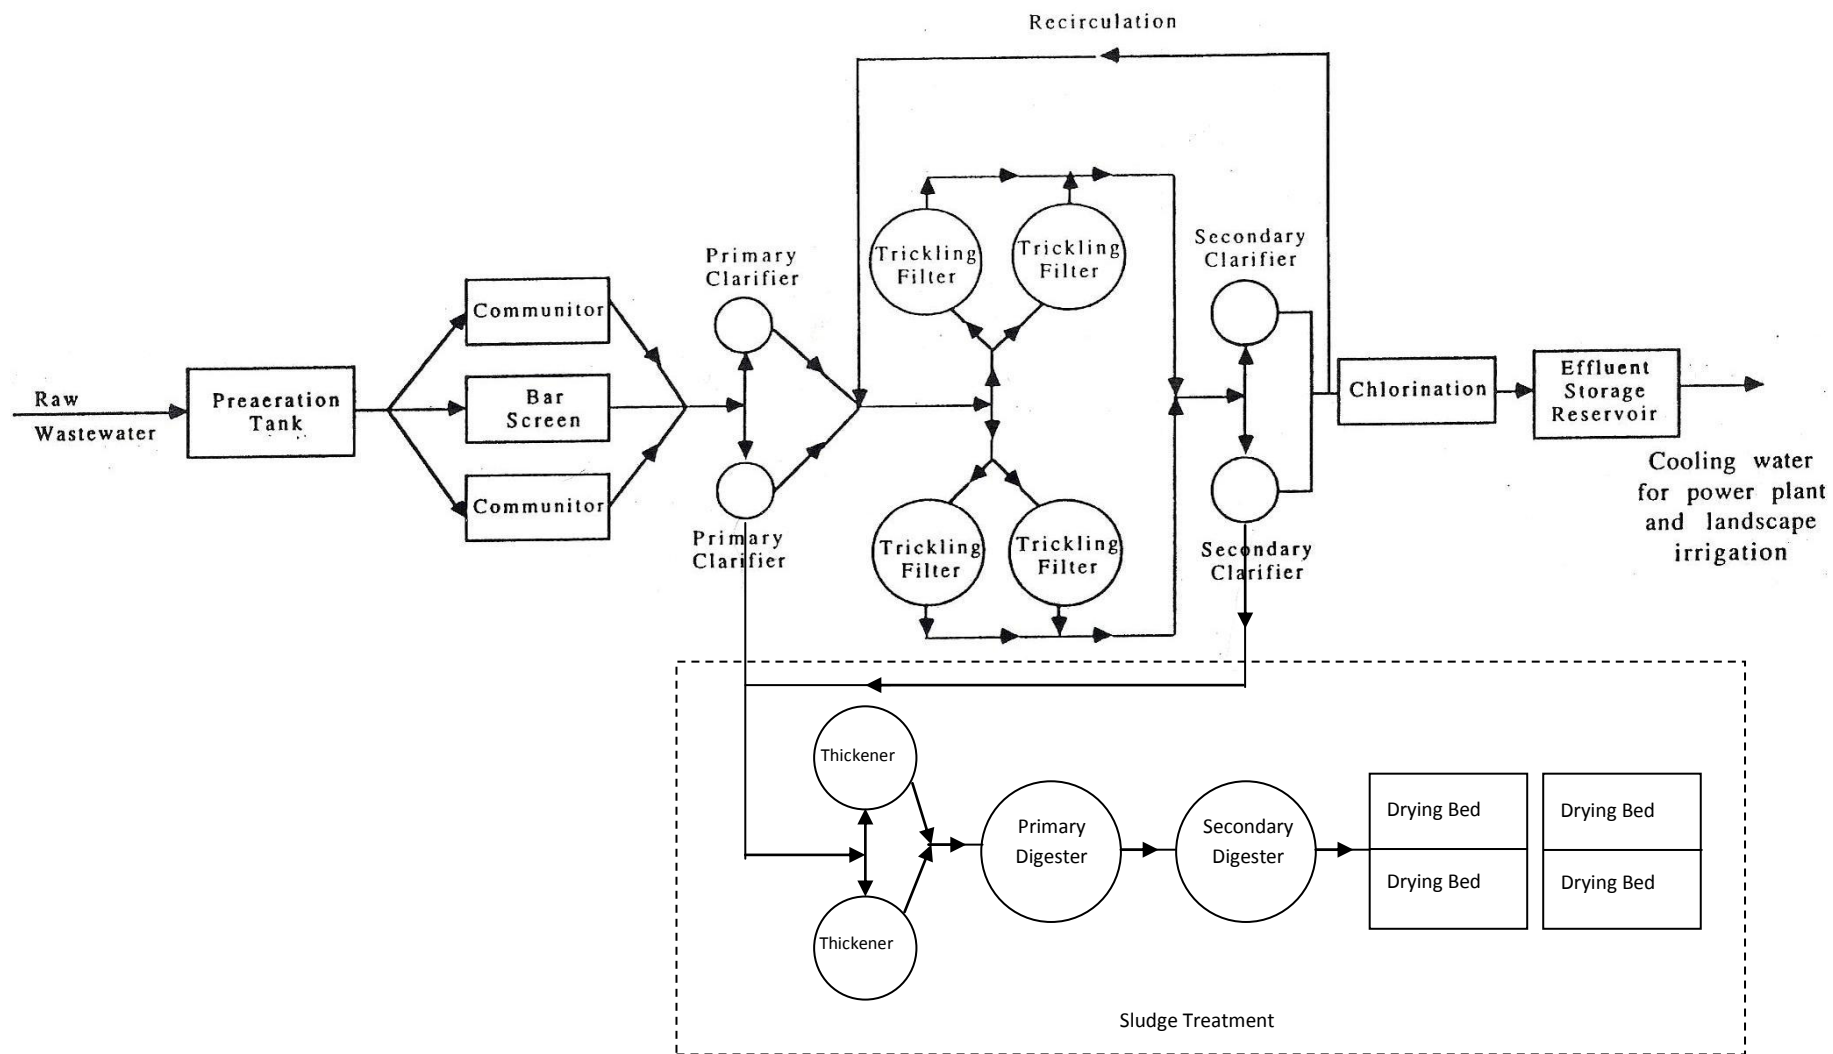 Recirculation
Raw
Wastewater
Preaeration
Tank
Communitor
Bar
Screen
Communitor
Primary
Clarifier
Primary
Clarifier
Trickling
Filter
Trickling
Filter
Trickling
Filter
Trickling
Filter
Secondary
Clarifier
Secondary
Clarifier
Chlorination
Effluent
Storage
Reservoir
Cooling water
for power plant
and landscape
irrigation
Thickener
Thickener
Primary
Digester
Secondary
Digester
Drying Bed
Drying Bed
Drying Bed
Drying Bed
Sludge Treatment